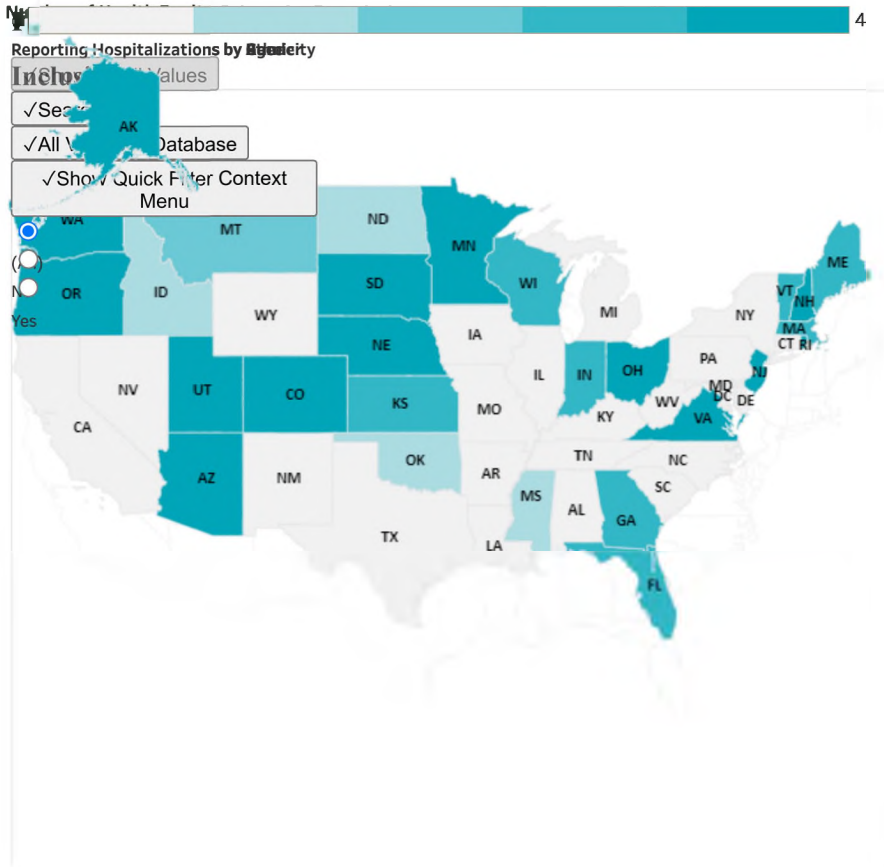 4
Reporting Hospitalizations by
Values
✓All Database
✓Show Quick Filter Context
Menu
AK
WA
MT
ND
MN
WI
ME
VT
NH
OR
ID
SD
WY
MI
NY
MA
CT RI
IA
NE
IL
IN
OH
PA
NJ
NV
UT
CO
KS
MO
KY
WV
MD
DC
DE
VA
CA
AZ
NM
OK
AR
TN
NC
SC
MS
AL
GA
TX
LA
FL
Yes